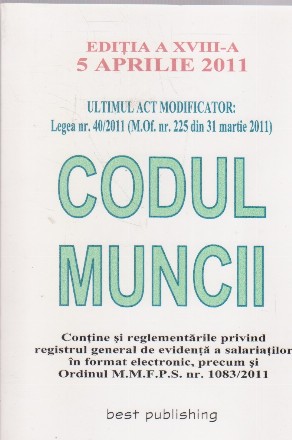 EDIȚIA A XVIII-A
5 APRILIE 2011
ULTIMUL ACT MODIFICATOR:
Legea nr. 40/2011 (M.Of. nr. 225 din 31 martie 2011)
CODUL
MUNCII
Conține și reglementările privind
registrul general de evidență a salariaților
în format electronic, precum și
Ordinul M.M.F.P.S. nr. 1083/2011
best publishing